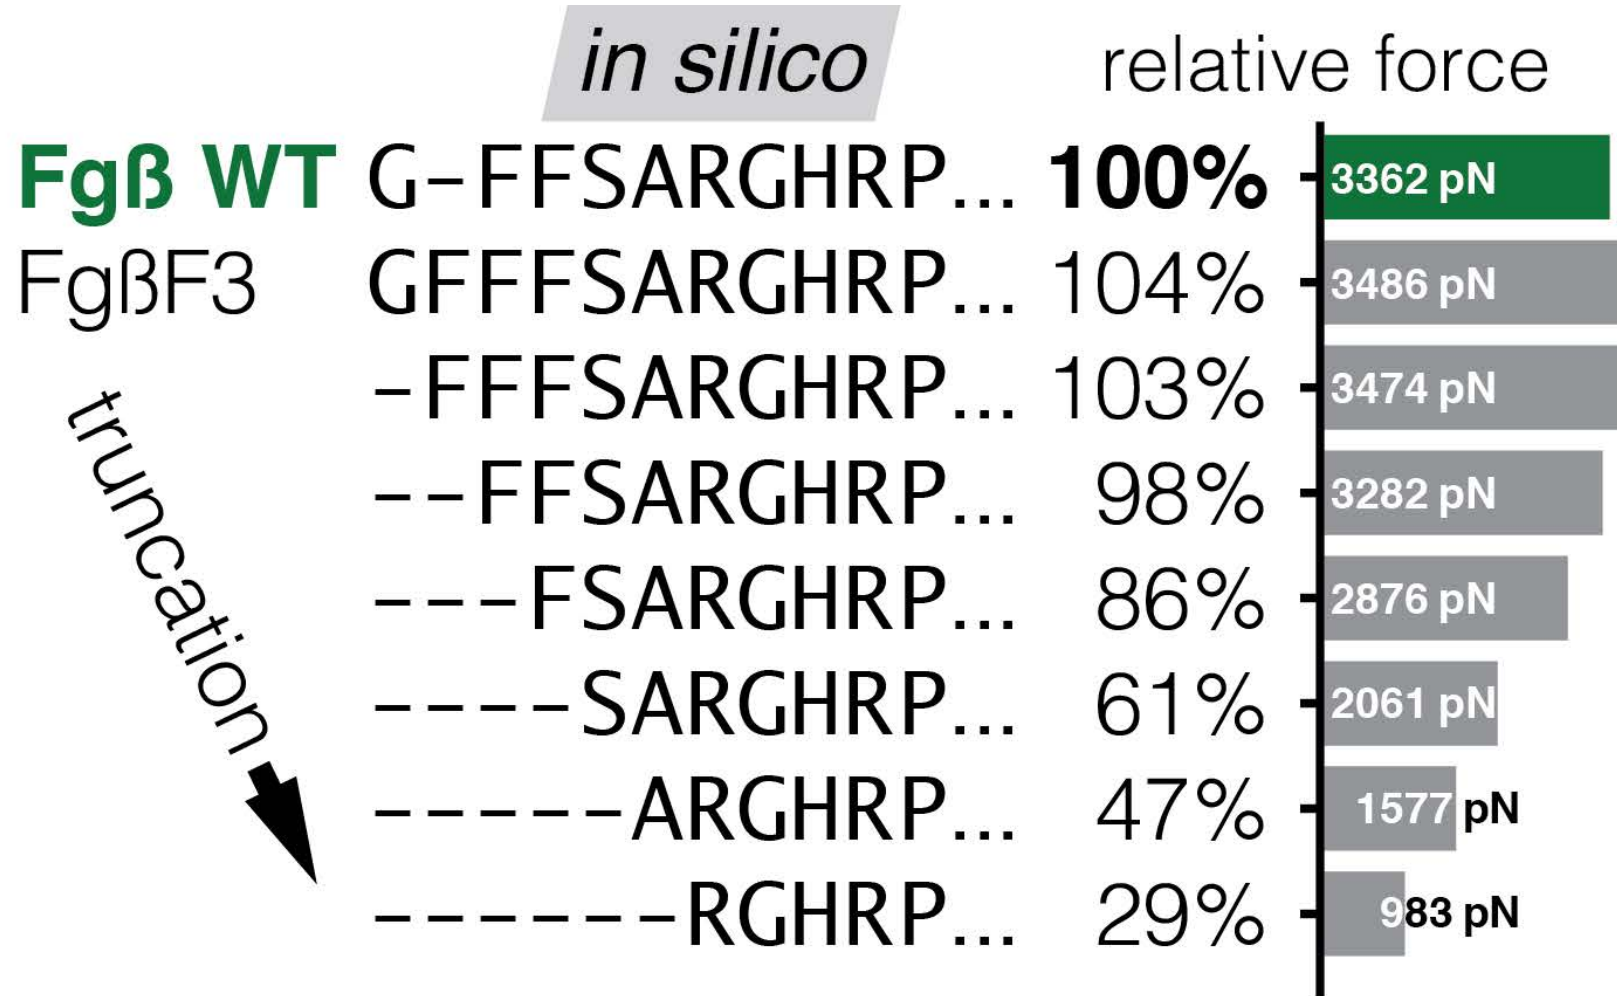 in silico relative force
Fgß WT G-FFSARGHRP... 100% 3362 pN
FgßF3 GFFFSARGHRP... 104% 3486 pN
-FFFSARGHRP... 103% 3474 pN
--FFSARGHRP... 98% 3282 pN
---FSARGHRP... 86% 2876 pN
----SARGHRP... 61% 2061 pN
-----ARGHRP... 47% 1577 pN
------RGHRP... 29% 983 pN
truncation